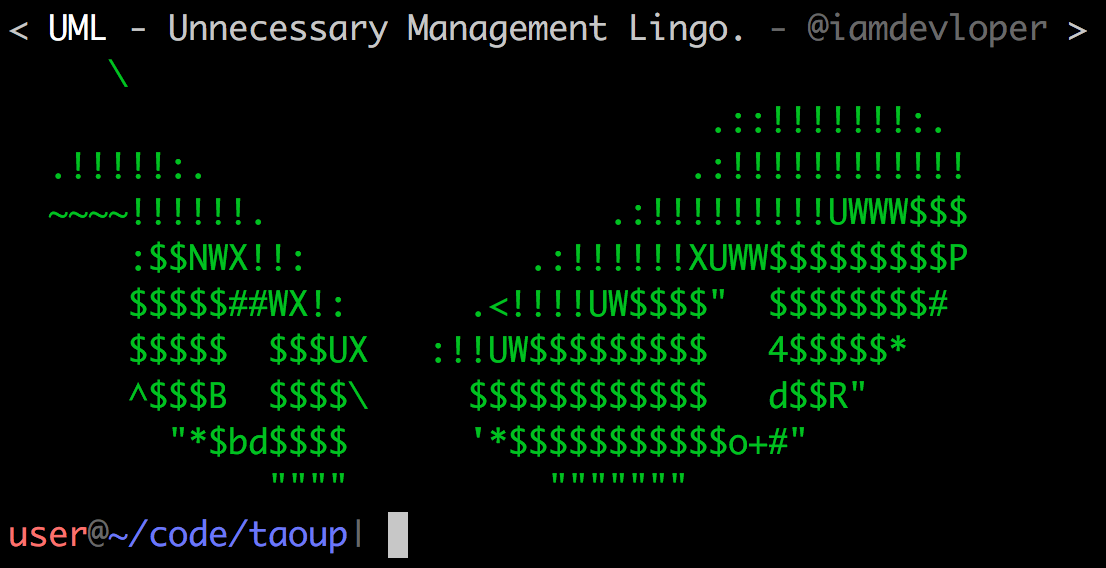 < UML - Unnecessary Management Lingo. - @iamdevloper >
     \
                                   .::!!!!!!!:.
  .!!!!!:.                        .:!!!!!!!!!!!!
  ~~~~!!!!!!.                 .:!!!!!!!!!UWWW$$$
      :$$NWX!!:           .:!!!!!!XUWW$$$$$$$$$P
      $$$$$##WX!:      .<!!!!UW$$$$"  $$$$$$$$#
      $$$$$  $$$UX   :!!UW$$$$$$$$$   4$$$$$*
      ^$$$B  $$$$\     $$$$$$$$$$$$   d$$R"
        "*$bd$$$$      '*$$$$$$$$$$$o+#"
             """"          """""""
user@~/code/taoup|